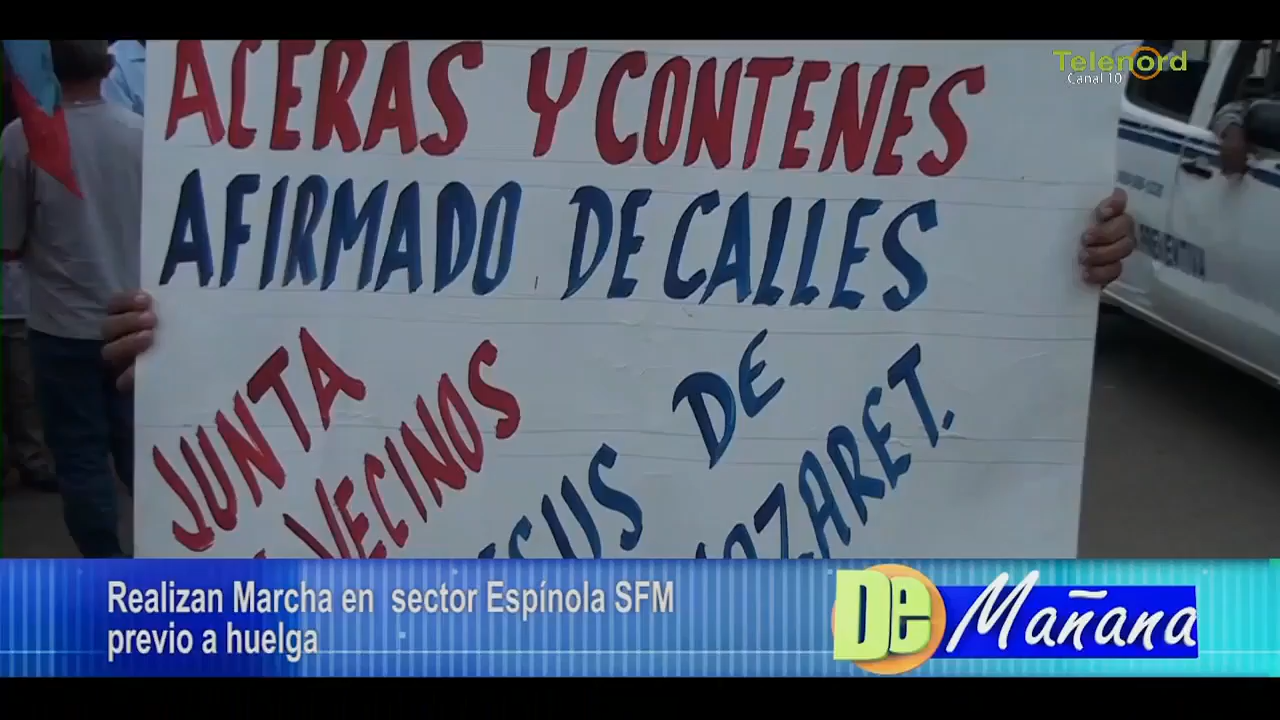 Telenord
Canal 10
ACERAS Y CONTENES
AFIRMADO DE CALLES
JUNTA
VECINOS
DE
NAZARET.
Realizan Marcha en sector Espínola SFM
previo a huelga
De Mañana